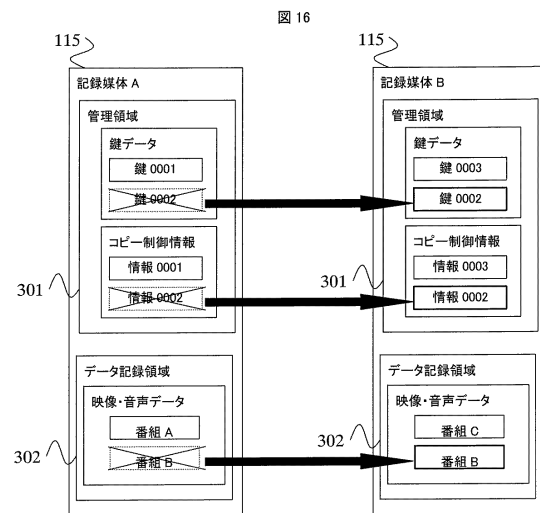 図 16
115
記録媒体 A
管理領域
鍵データ
鍵 0001
鍵 0002
コピー制御情報
情報 0001
情報 0002
301
データ記録領域
映像・音声データ
番組 A
番組 B
302
115
記録媒体 B
管理領域
鍵データ
鍵 0003
鍵 0002
コピー制御情報
情報 0003
情報 0002
301
データ記録領域
映像・音声データ
番組 C
番組 B
302